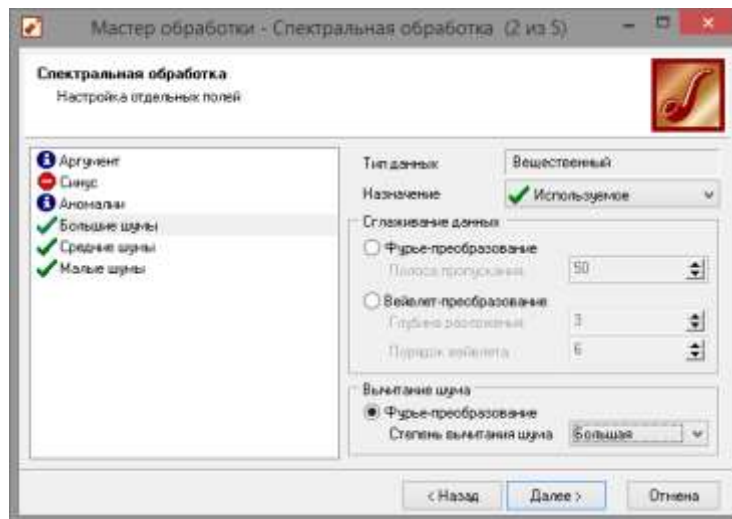 Мастер обработки - Спектральная обработка (2 из 5)
Спектральная обработка
Настройка отдельных полей
Аргумент
Синус
Аномалии
Большие шумы
Средние шумы
Малые шумы
Тип данных Вещественный
Назначение Используемое
Сглаживание данных
Фурье-преобразование
Полоса пропускания 50
Вейвлет-преобразование
Глубина разложения 3
Порядок вейвлета 6
Вычитание шума
Фурье-преобразование
Степень вычитания шума Большая
< Назад Далее > Отмена